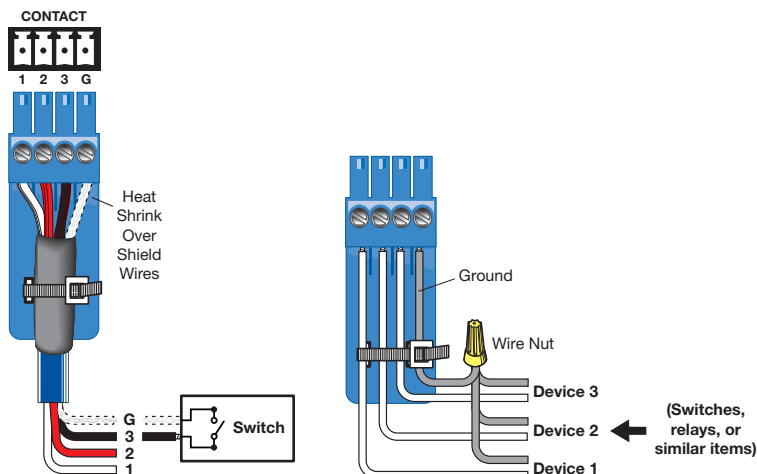 CONTACT
1 2 3 G
Heat
Shrink
Over
Shield
Wires
G
3
2
1
Switch
Ground
Wire Nut
Device 3
Device 2
Device 1
(Switches,
relays, or
similar items)